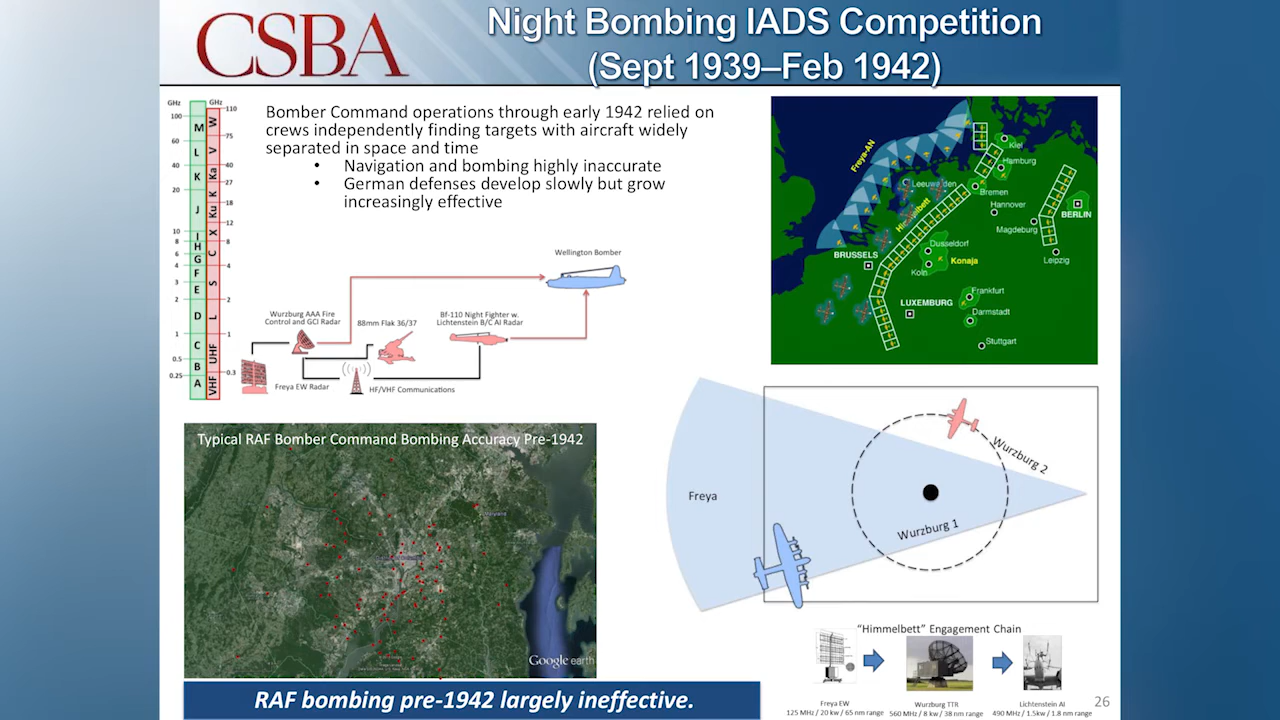 CSBA
Night Bombing IADS Competition
(Sept 1939–Feb 1942)
GHz
GHz
100
60
40
20
10
8
6
4
3
2
1
0.5
0.25
M
L
K
J
I
H
G
F
E
D
C
B
A
W
V
Ka
K
Ku
X
C
S
L
UHF
VHF
110
75
40
27
18
12
8
4
2
1
0.3
Bomber Command operations through early 1942 relied on
crews independently finding targets with aircraft widely
separated in space and time
• Navigation and bombing highly inaccurate
• German defenses develop slowly but grow
increasingly effective
Wellington Bomber
Wurzburg AAA Fire
Control and GCI Radar
88mm Flak 36/37
Bf-110 Night Fighter w.
Lichtenstein B/C AI Radar
Freya EW Radar
HF/VHF Communications
Freya-AN
Kiel
Hamburg
Leeuwarden
Bremen
Himmelbett
Hannover
BERLIN
Magdeburg
Dusseldorf
BRUSSELS
Konaja
Koln
Leipzig
Frankfurt
LUXEMBURG
Darmstadt
Stuttgart
Typical RAF Bomber Command Bombing Accuracy Pre-1942
Maryland
Google earth
RAF bombing pre-1942 largely ineffective.
Freya
Wurzburg 2
Wurzburg 1
“Himmelbett” Engagement Chain
Freya EW
125 MHz / 20 kw / 65 nm range
Wurzburg TTR
560 MHz / 8 kw / 38 nm range
Lichtenstein AI
490 MHz / 1.5kw / 1.8 nm range
26